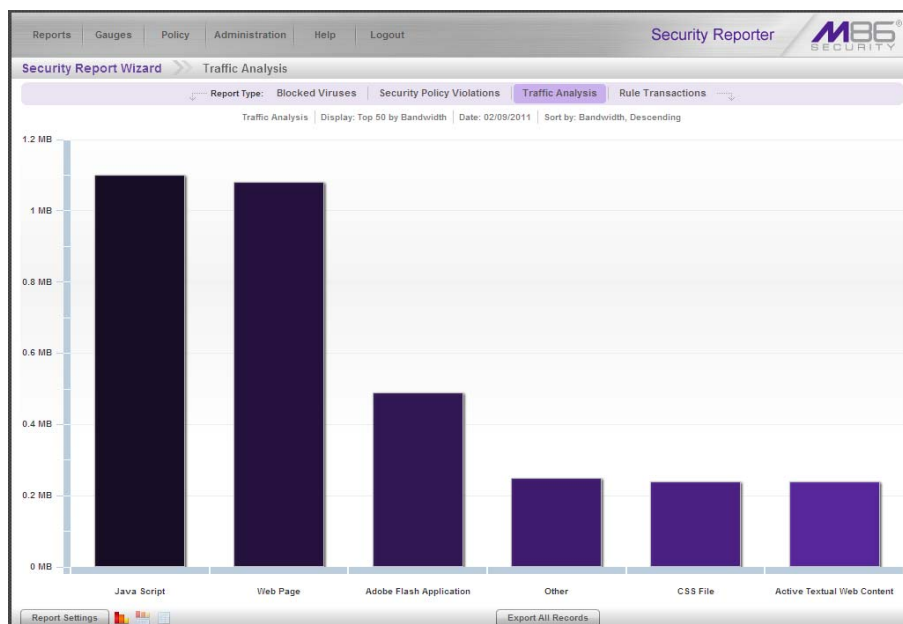 Reports Gauges Policy Administration Help Logout Security Reporter M86® SECURITY
Security Report Wizard Traffic Analysis
Report Type: Blocked Viruses Security Policy Violations Traffic Analysis Rule Transactions
Traffic Analysis Display: Top 50 by Bandwidth Date: 02/09/2011 Sort by: Bandwidth, Descending
1.2 MB
1 MB
0.8 MB
0.6 MB
0.4 MB
0.2 MB
0 MB
Java Script Web Page Adobe Flash Application Other CSS File Active Textual Web Content
Report Settings Export All Records